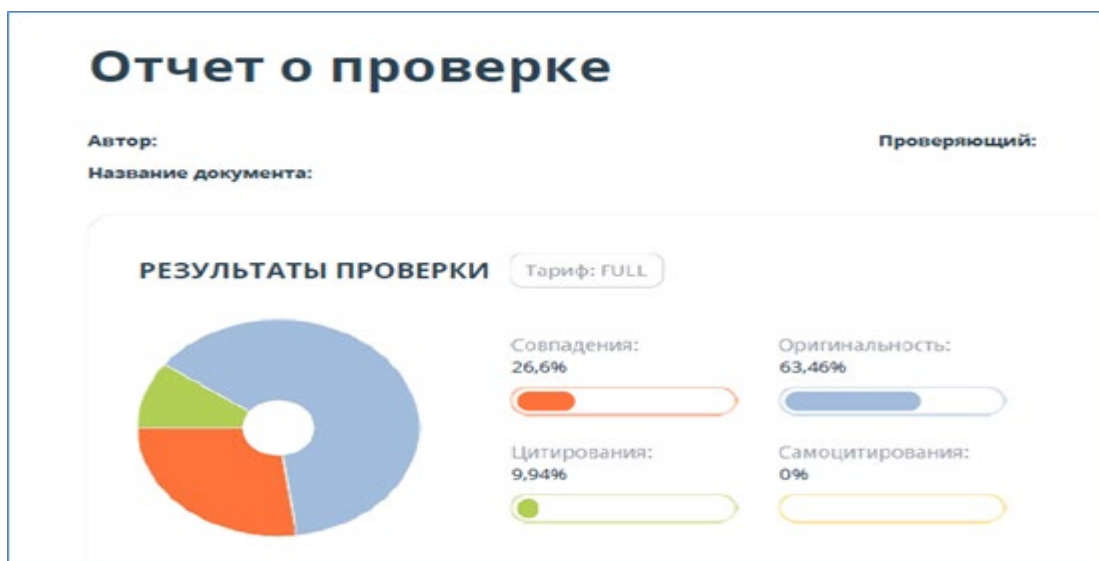 Отчет о проверке
Автор:
Проверяющий:
Название документа:
РЕЗУЛЬТАТЫ ПРОВЕРКИ
Тариф: FULL
Совпадения:
26,6%
Оригинальность:
63,46%
Цитирования:
9,94%
Самоцитирования:
0%